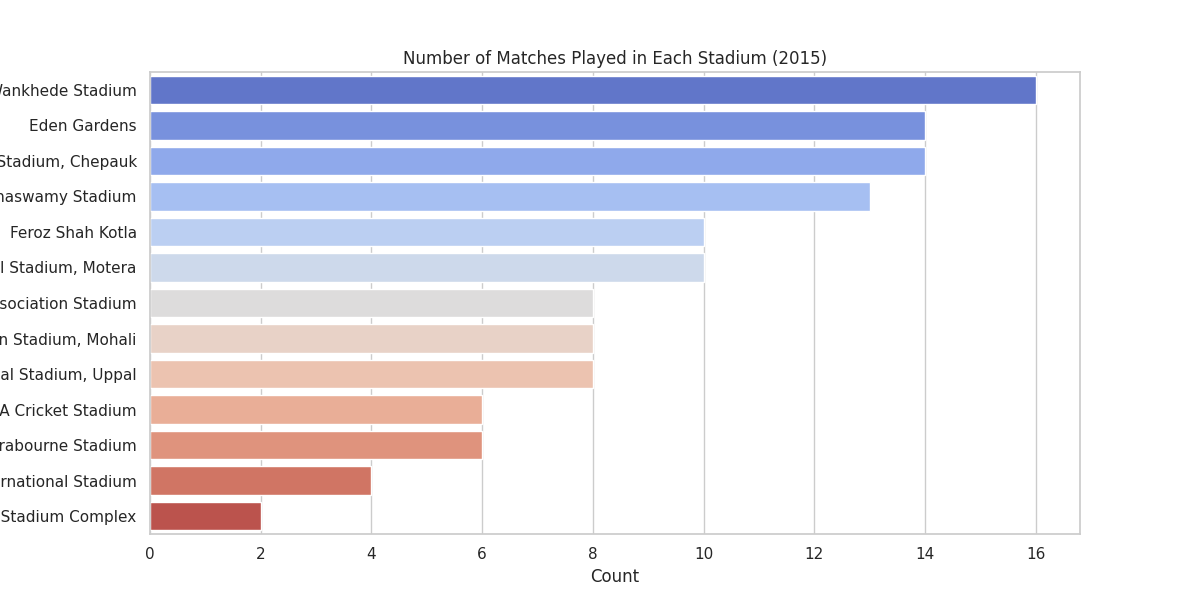 Number of Matches Played in Each Stadium (2015)
Wankhede Stadium
Eden Gardens
Stadium, Chepauk
naswamy Stadium
Feroz Shah Kotla
l Stadium, Motera
sociation Stadium
n Stadium, Mohali
al Stadium, Uppal
A Cricket Stadium
rabourne Stadium
rnational Stadium
Stadium Complex
0 2 4 6 8 10 12 14 16
Count